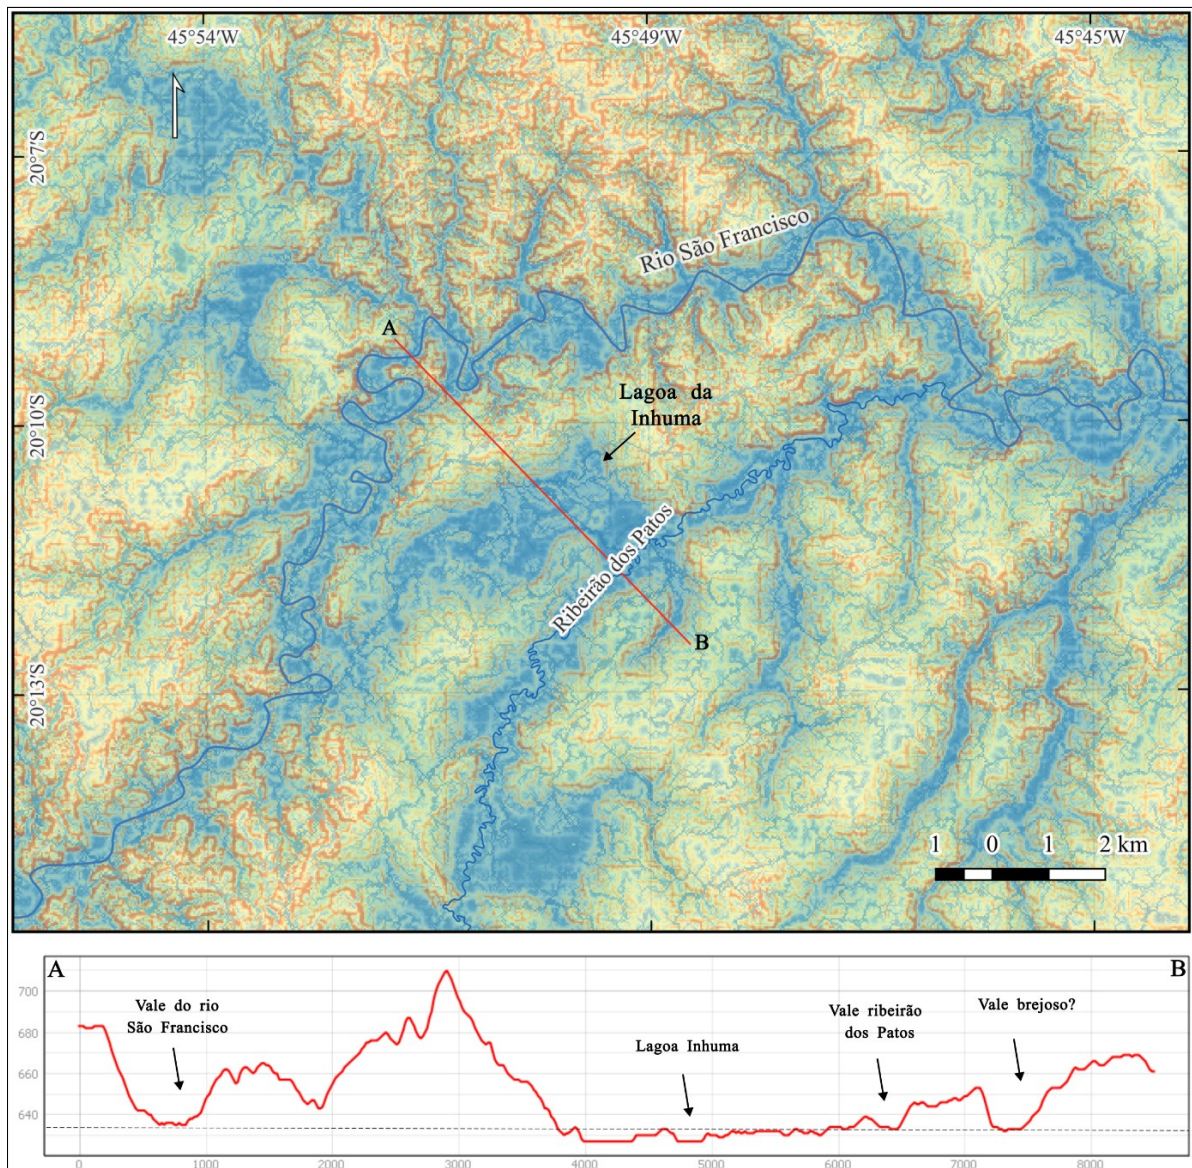 45°54'W
45°49'W
45°45'W
20°7'S
Rio São Francisco
A
Lagoa da
Inhuma
20°10'S
Ribeirão dos Patos
B
20°13'S
1 0 1 2 km
A
B
Vale do rio
São Francisco
Lagoa Inhuma
Vale ribeirão
dos Patos
Vale brejoso?
700
680
660
640
0 1000 2000 3000 4000 5000 6000 7000 8000